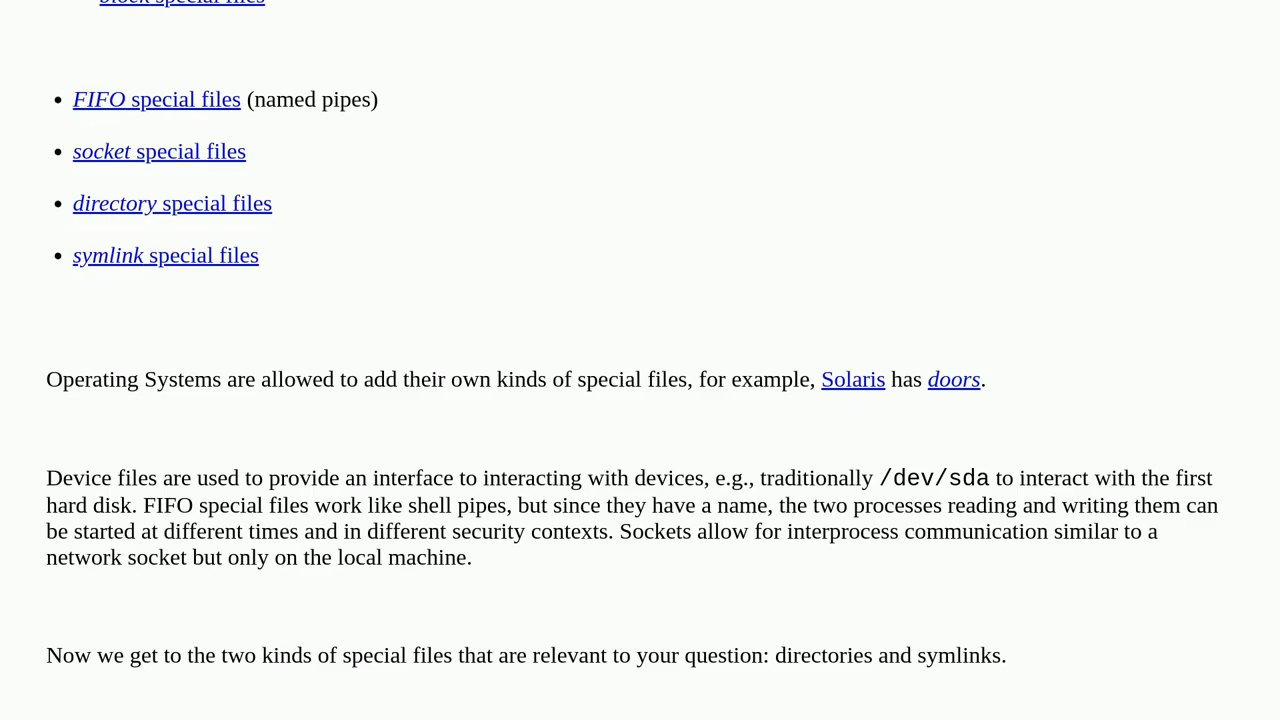 block special files
• FIFO special files (named pipes)
• socket special files
• directory special files
• symlink special files
Operating Systems are allowed to add their own kinds of special files, for example, Solaris has doors.
Device files are used to provide an interface to interacting with devices, e.g., traditionally /dev/sda to interact with the first
hard disk. FIFO special files work like shell pipes, but since they have a name, the two processes reading and writing them can
be started at different times and in different security contexts. Sockets allow for interprocess communication similar to a
network socket but only on the local machine.
Now we get to the two kinds of special files that are relevant to your question: directories and symlinks.